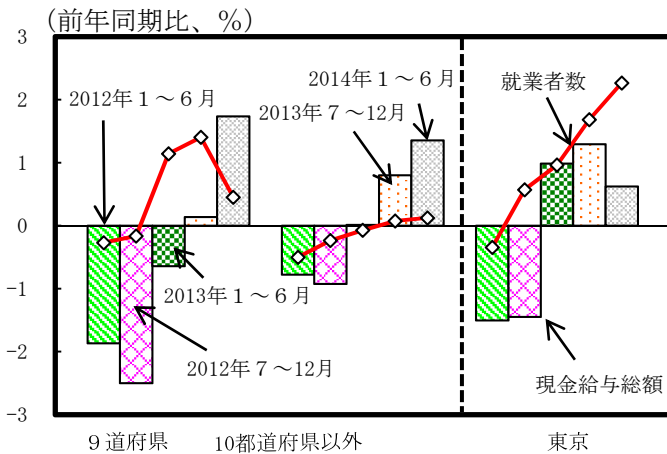 (前年同期比、%)
3
2
1
0
−1
−2
−3
2012年1～6月
2014年1～6月
2013年7～12月
就業者数
2013年1～6月
2012年7～12月
現金給与総額
9道府県
10都道府県以外
東京